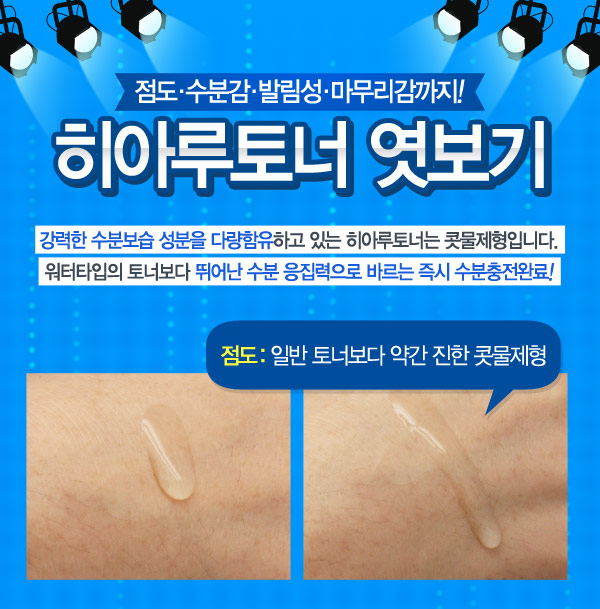 점도·수분감·발림성·마무리감까지!
히아루토너 엿보기
강력한 수분보습 성분을 다량함유하고 있는 히아루토너는 콧물제형입니다.
워터타입의 토너보다 뛰어난 수분 응집력으로 바르는 즉시 수분충전완료!
점도 : 일반 토너보다 약간 진한 콧물제형